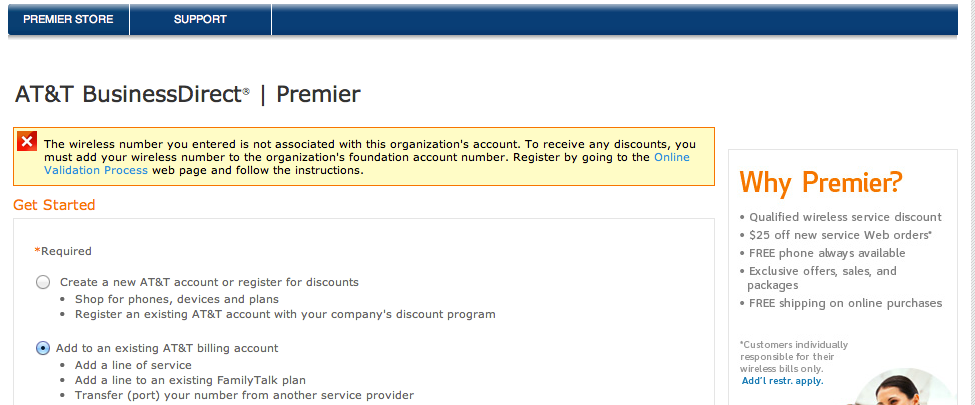 PREMIER STORE SUPPORT
AT&T BusinessDirect® | Premier
The wireless number you entered is not associated with this organization's account. To receive any discounts, you
must add your wireless number to the organization's foundation account number. Register by going to the Online
Validation Process web page and follow the instructions.
Get Started
*Required
Create a new AT&T account or register for discounts
• Shop for phones, devices and plans
• Register an existing AT&T account with your company's discount program
Add to an existing AT&T billing account
• Add a line of service
• Add a line to an existing FamilyTalk plan
• Transfer (port) your number from another service provider
Why Premier?
• Qualified wireless service discount
• $25 off new service Web orders*
• FREE phone always available
• Exclusive offers, sales, and
packages
• FREE shipping on online purchases
*Customers individually
responsible for their
wireless bills only.
Add'l restr. apply.